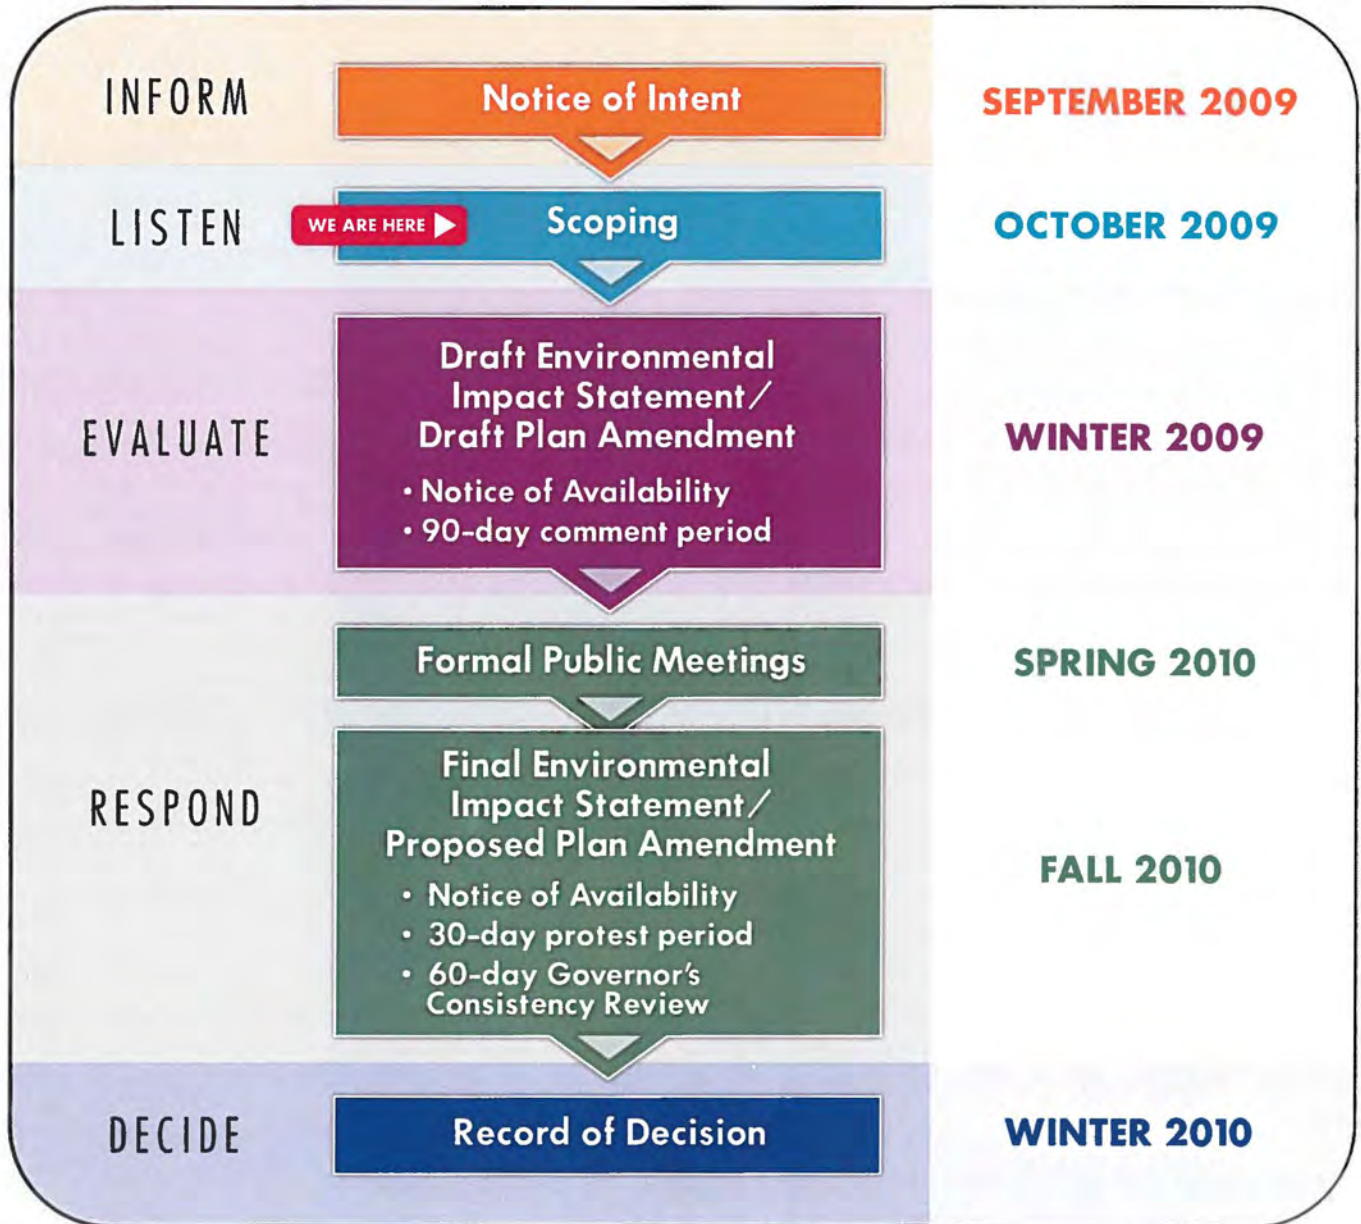 INFORM
Notice of Intent
SEPTEMBER 2009
LISTEN
WE ARE HERE
Scoping
OCTOBER 2009
EVALUATE
Draft Environmental
Impact Statement/
Draft Plan Amendment
• Notice of Availability
• 90-day comment period
WINTER 2009
RESPOND
Formal Public Meetings
SPRING 2010
Final Environmental
Impact Statement/
Proposed Plan Amendment
• Notice of Availability
• 30-day protest period
• 60-day Governor's
Consistency Review
FALL 2010
DECIDE
Record of Decision
WINTER 2010